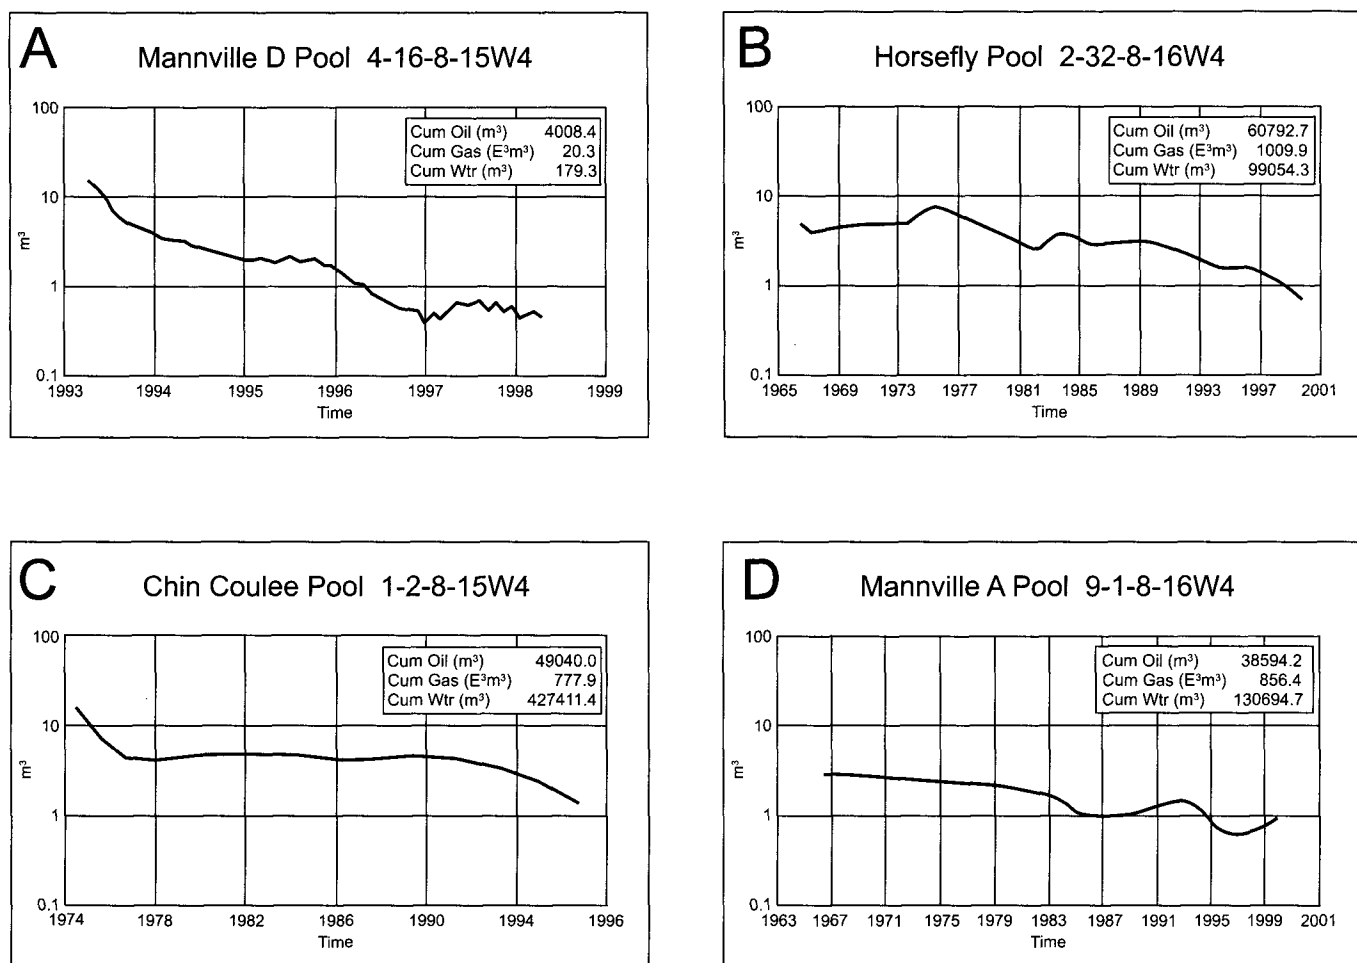 A
Mannville D Pool 4-16-8-15W4
100
10
1
0.1
m³
Cum Oil (m³) 4008.4
Cum Gas (E³m³) 20.3
Cum Wtr (m³) 179.3
1993 1994 1995 1996 1997 1998 1999
Time
B
Horsefly Pool 2-32-8-16W4
100
10
1
0.1
m³
Cum Oil (m³) 60792.7
Cum Gas (E³m³) 1009.9
Cum Wtr (m³) 99054.3
1965 1969 1973 1977 1981 1985 1989 1993 1997 2001
Time
C
Chin Coulee Pool 1-2-8-15W4
100
10
1
0.1
m³
Cum Oil (m³) 49040.0
Cum Gas (E³m³) 777.9
Cum Wtr (m³) 427411.4
1974 1978 1982 1986 1990 1994 1996
Time
D
Mannville A Pool 9-1-8-16W4
100
10
1
0.1
m³
Cum Oil (m³) 38594.2
Cum Gas (E³m³) 856.4
Cum Wtr (m³) 130694.7
1963 1967 1971 1975 1979 1983 1987 1991 1995 1999 2001
Time